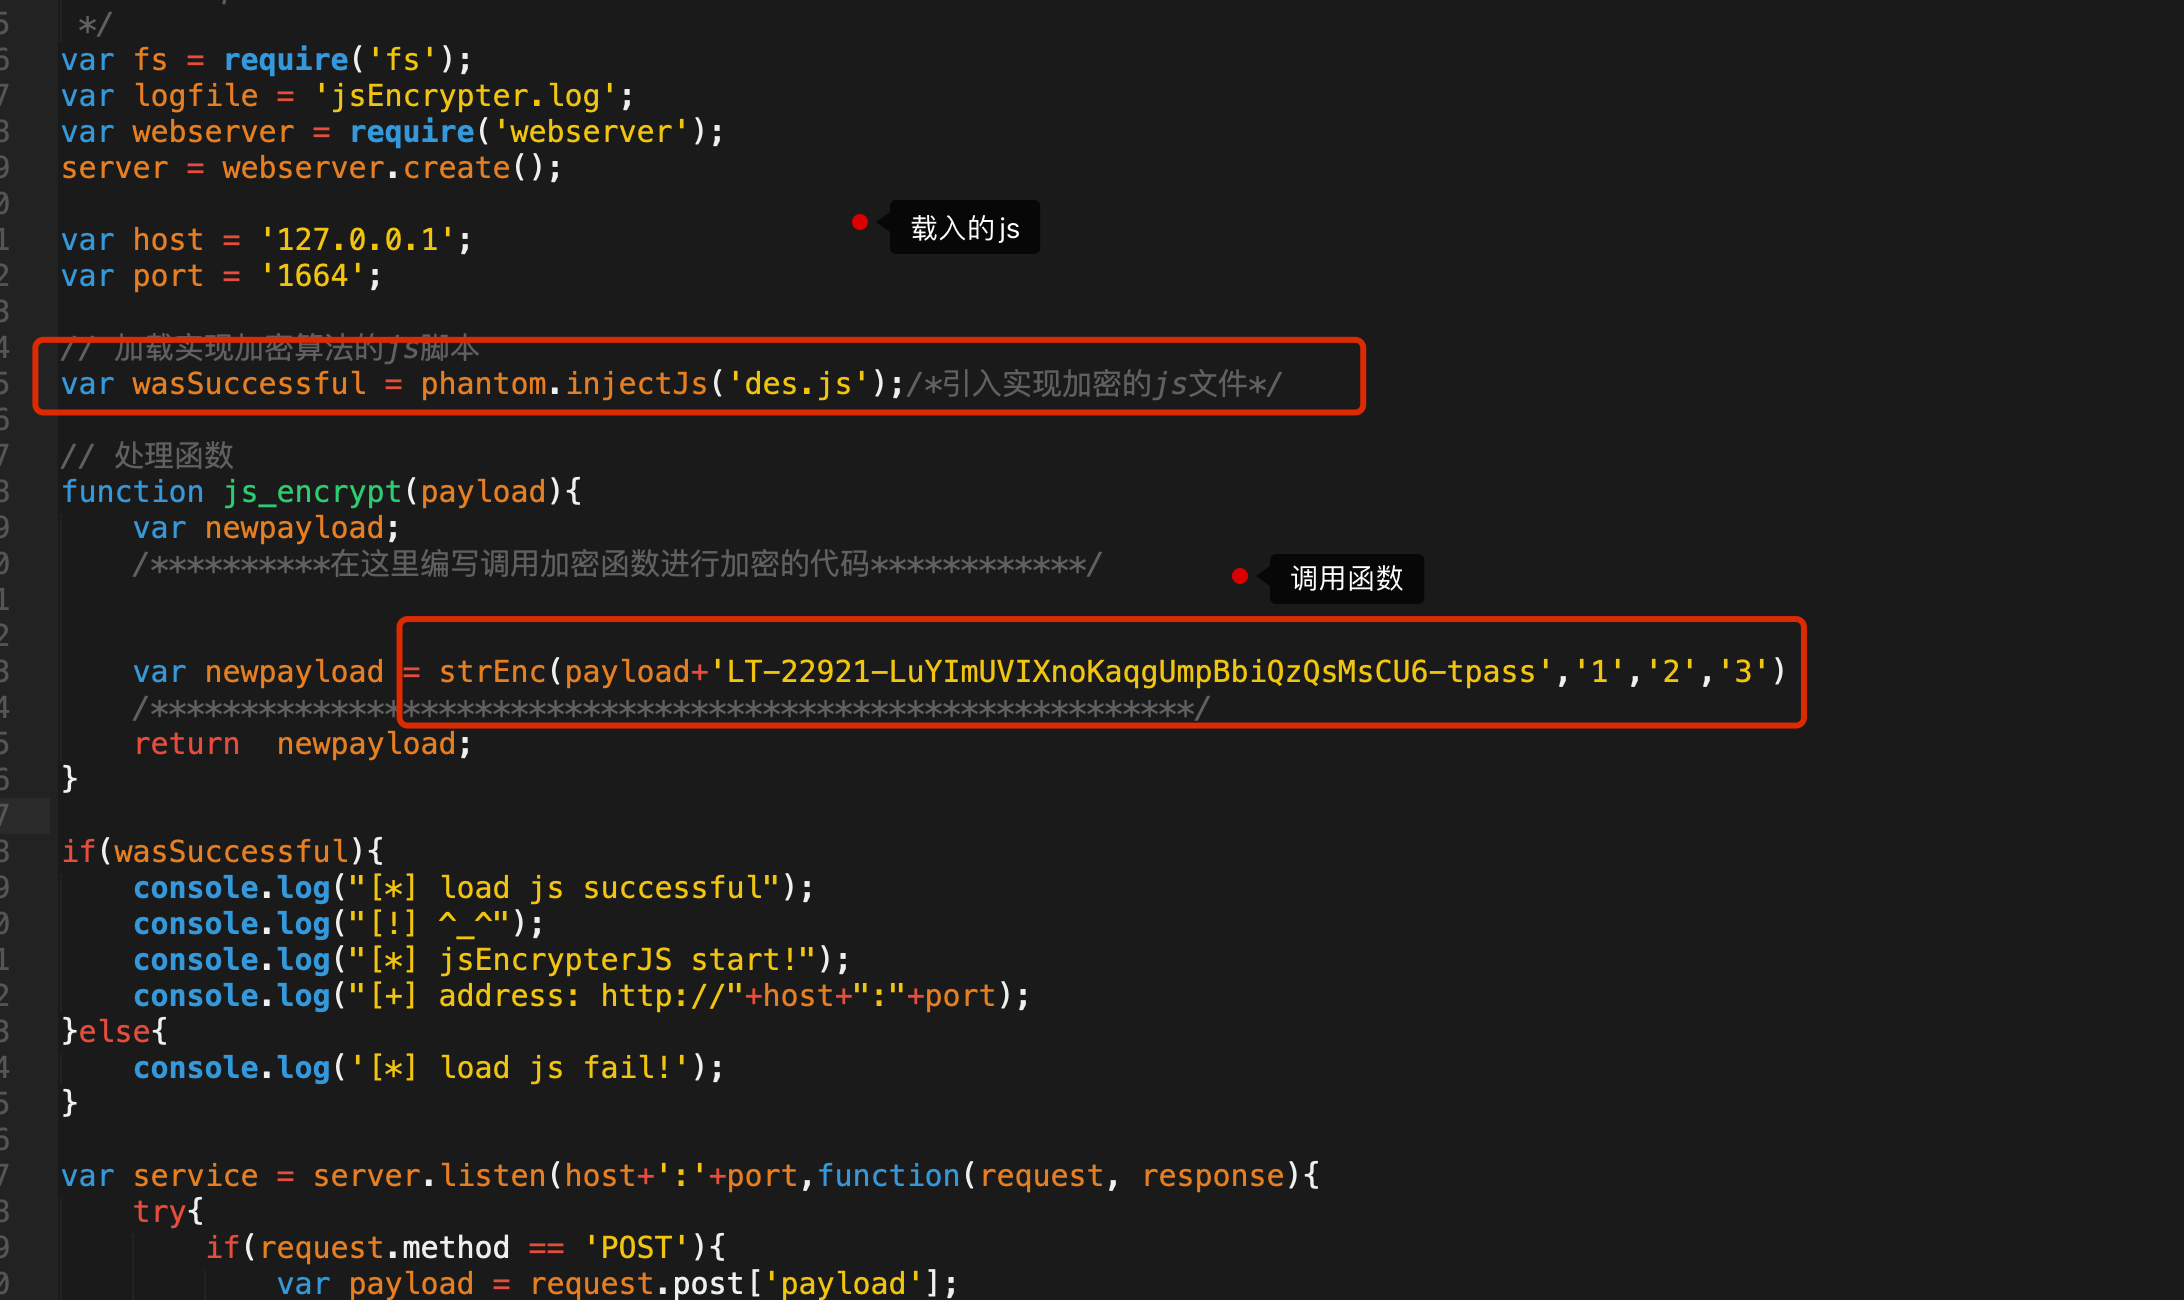 */
var fs = require('fs');
var logfile = 'jsEncrypter.log';
var webserver = require('webserver');
server = webserver.create();
载入的js
var host = '127.0.0.1';
var port = '1664';
// 加载实现加密算法的js脚本
var wasSuccessful = phantom.injectJs('des.js');/*引入实现加密的js文件*/
// 处理函数
function js_encrypt(payload){
var newpayload;
/**********在这里编写调用加密函数进行加密的代码************/
调用函数
var newpayload = strEnc(payload+'LT-22921-LuYImUVIXnoKaqgUmpBbiQzQsMsCU6-tpass','1','2','3')
/**********************************************************/
return  newpayload;
}
if(wasSuccessful){
console.log("[*] load js successful");
console.log("[!] ^_^");
console.log("[*] jsEncrypterJS start!");
console.log("[+] address: http://"+host+":"+port);
}else{
console.log('[*] load js fail!');
}
var service = server.listen(host+':'+port,function(request, response){
try{
if(request.method == 'POST'){
var payload = request.post['payload'];